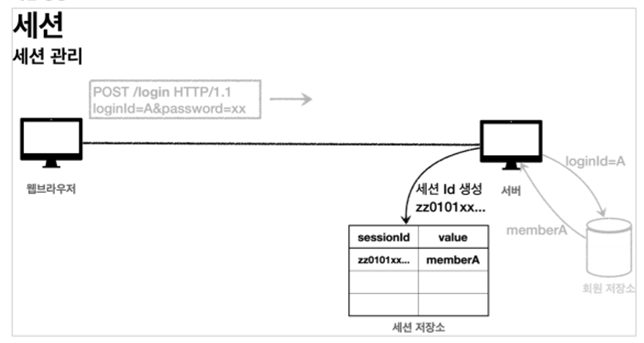 세션
세션 관리
POST /login HTTP/1.1
loginId=A&password=xx
웹브라우저
서버
loginId=A
memberA
회원 저장소
세션 Id 생성
zz0101xx...
sessionId value
zz0101xx... memberA
세션 저장소